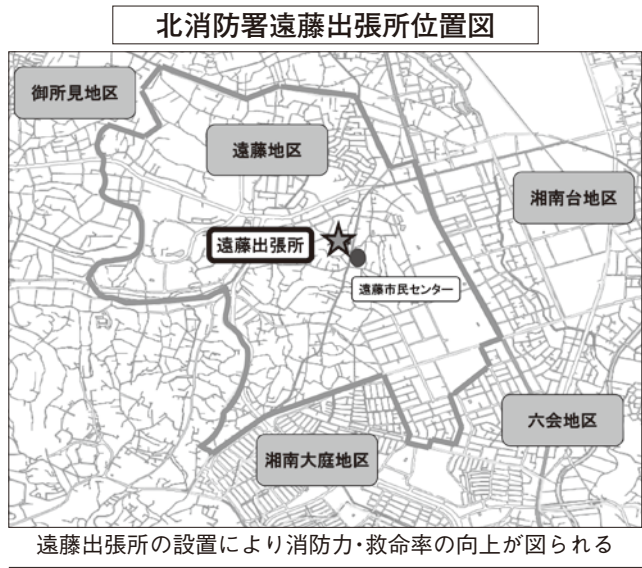 北消防署遠藤出張所位置図
御所見地区
遠藤地区
湘南台地区
遠藤出張所
遠藤市民センター
六会地区
湘南大庭地区
遠藤出張所の設置により消防力・救命率の向上が図られる